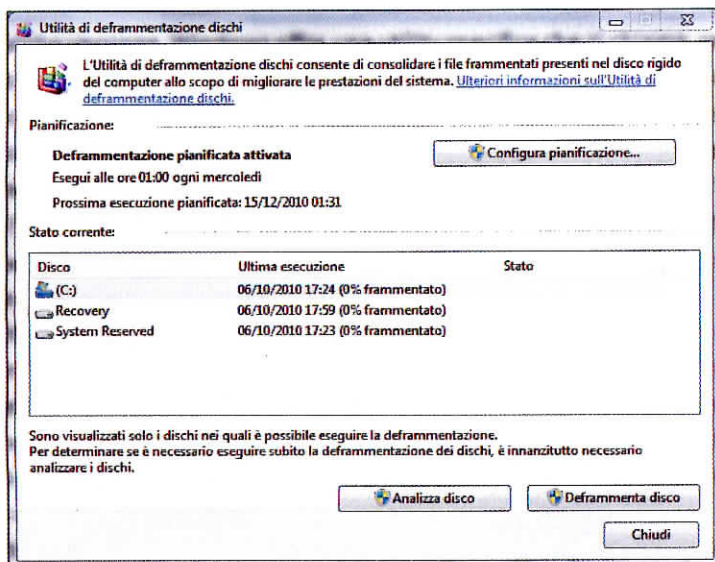 Utilità di deframmentazione dischi
L'Utilità di deframmentazione dischi consente di consolidare i file frammentati presenti nel disco rigido
del computer allo scopo di migliorare le prestazioni del sistema. Ulteriori informazioni sull'Utilità di
deframmentazione dischi.
Pianificazione:
Deframmentazione pianificata attivata
Configura pianificazione...
Esegui alle ore 01:00 ogni mercoledì
Prossima esecuzione pianificata: 15/12/2010 01:31
Stato corrente:
Disco Ultima esecuzione Stato
(C:) 06/10/2010 17:24 (0% frammentato)
Recovery 06/10/2010 17:59 (0% frammentato)
System Reserved 06/10/2010 17:23 (0% frammentato)
Sono visualizzati solo i dischi nei quali è possibile eseguire la deframmentazione.
Per determinare se è necessario eseguire subito la deframmentazione dei dischi, è innanzitutto necessario
analizzare i dischi.
Analizza disco Deframmenta disco
Chiudi